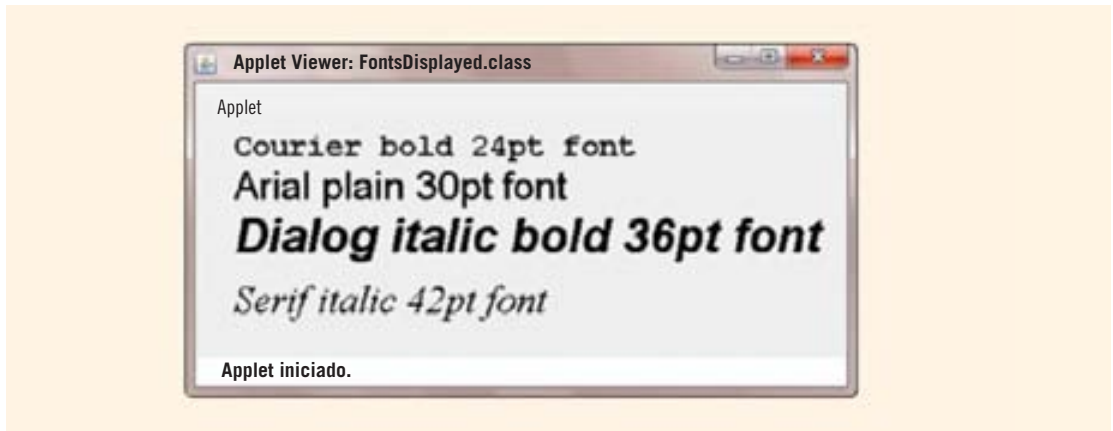 Applet Viewer: FontsDisplayed.class
Applet
Courier bold 24pt font
Arial plain 30pt font
Dialog italic bold 36pt font
Serif italic 42pt font
Applet iniciado.